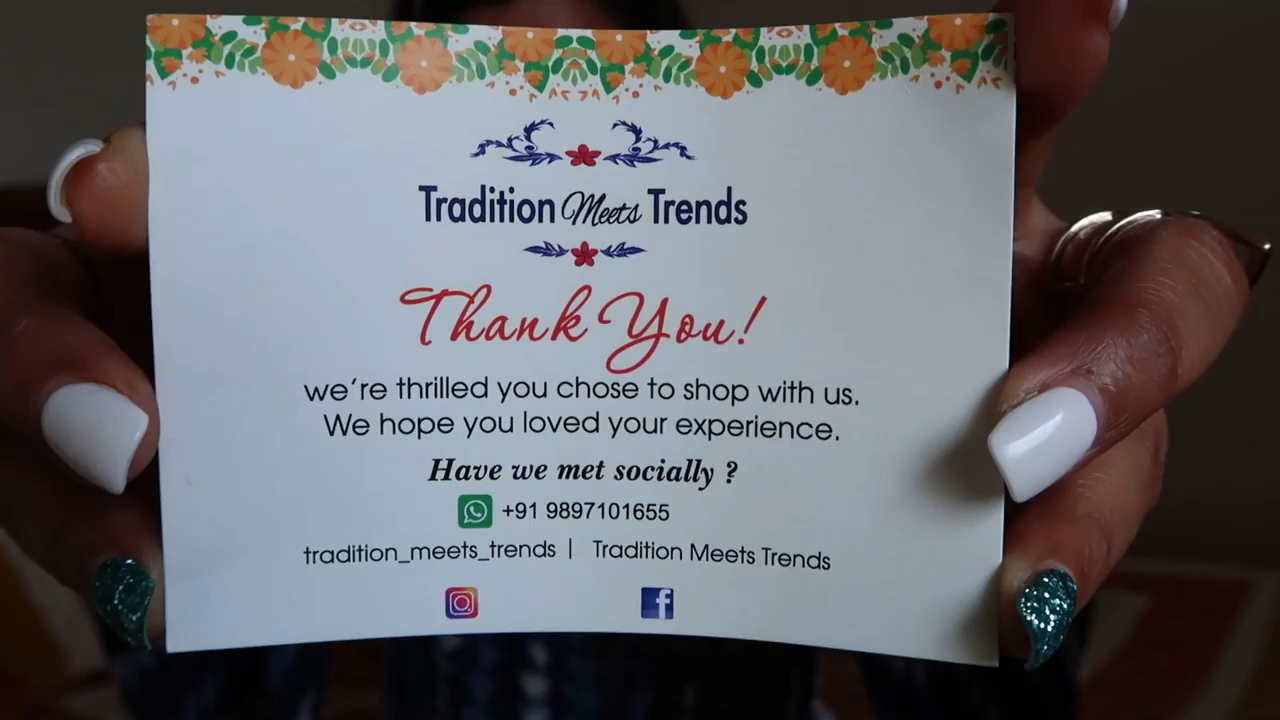 Tradition Meets Trends
Thank You!
we're thrilled you chose to shop with us.
We hope you loved your experience.
Have we met socially ?
+91 9897101655
tradition_meets_trends | Tradition Meets Trends